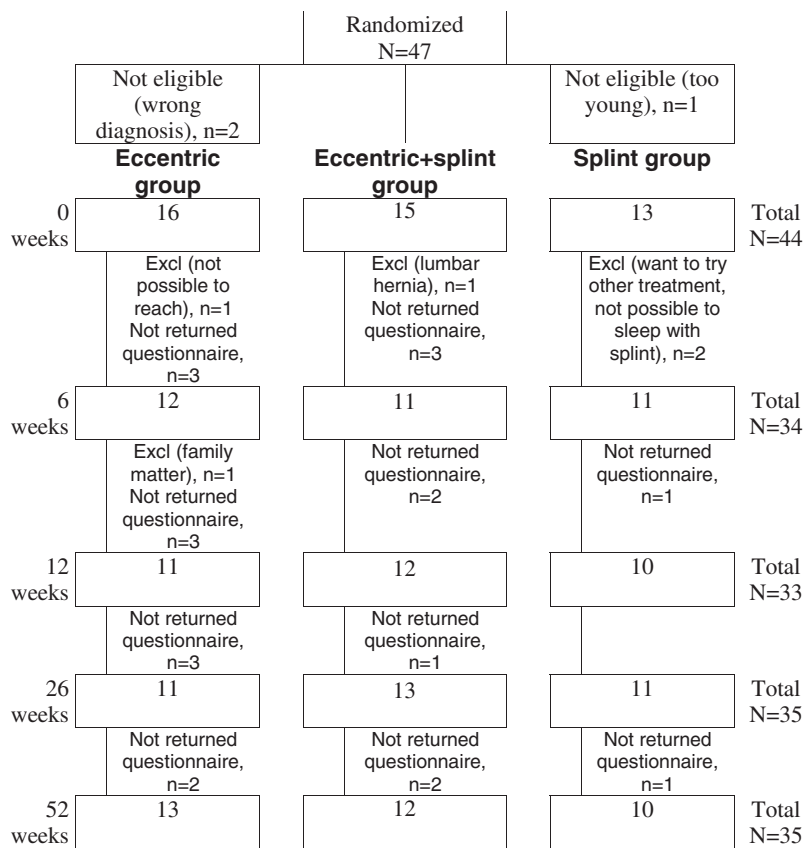 Randomized
N=47
Not eligible
(wrong
diagnosis), n=2
Not eligible (too
young), n=1
Eccentric
group
Eccentric+splint
group
Splint group
0
weeks
16
15
13
Total
N=44
Excl (not
possible to
reach), n=1
Not returned
questionnaire,
n=3
Excl (lumbar
hernia), n=1
Not returned
questionnaire,
n=3
Excl (want to try
other treatment,
not possible to
sleep with
splint), n=2
6
weeks
12
11
11
Total
N=34
Excl (family
matter), n=1
Not returned
questionnaire,
n=3
Not returned
questionnaire,
n=2
Not returned
questionnaire,
n=1
12
weeks
11
12
10
Total
N=33
Not returned
questionnaire,
n=3
Not returned
questionnaire,
n=1
26
weeks
11
13
11
Total
N=35
Not returned
questionnaire,
n=2
Not returned
questionnaire,
n=2
Not returned
questionnaire,
n=1
52
weeks
13
12
10
Total
N=35